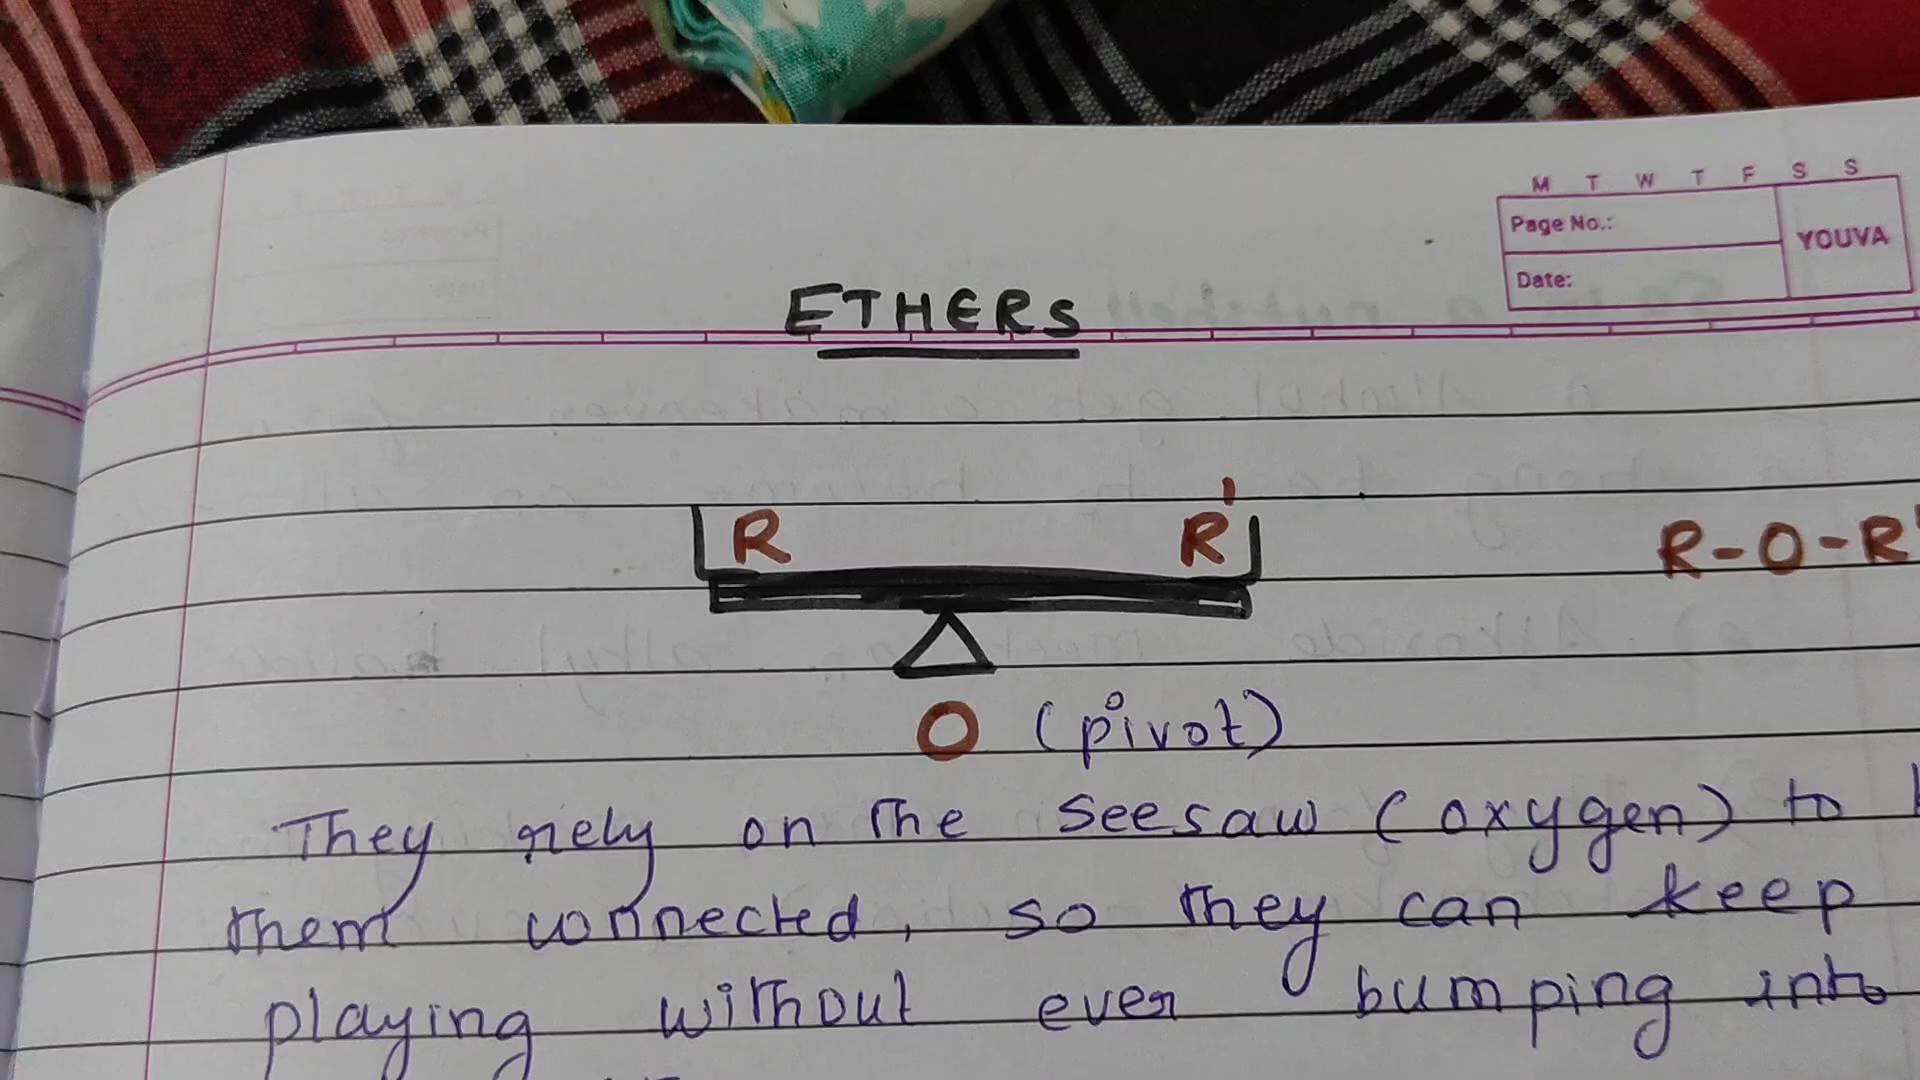 M T W T F S S
Page No.:
YOUVA
Date:
ETHERS
R R'
R-O-R'
O (pivot)
They rely on the seesaw (oxygen) to
them connected, so they can keep
playing without ever bumping into